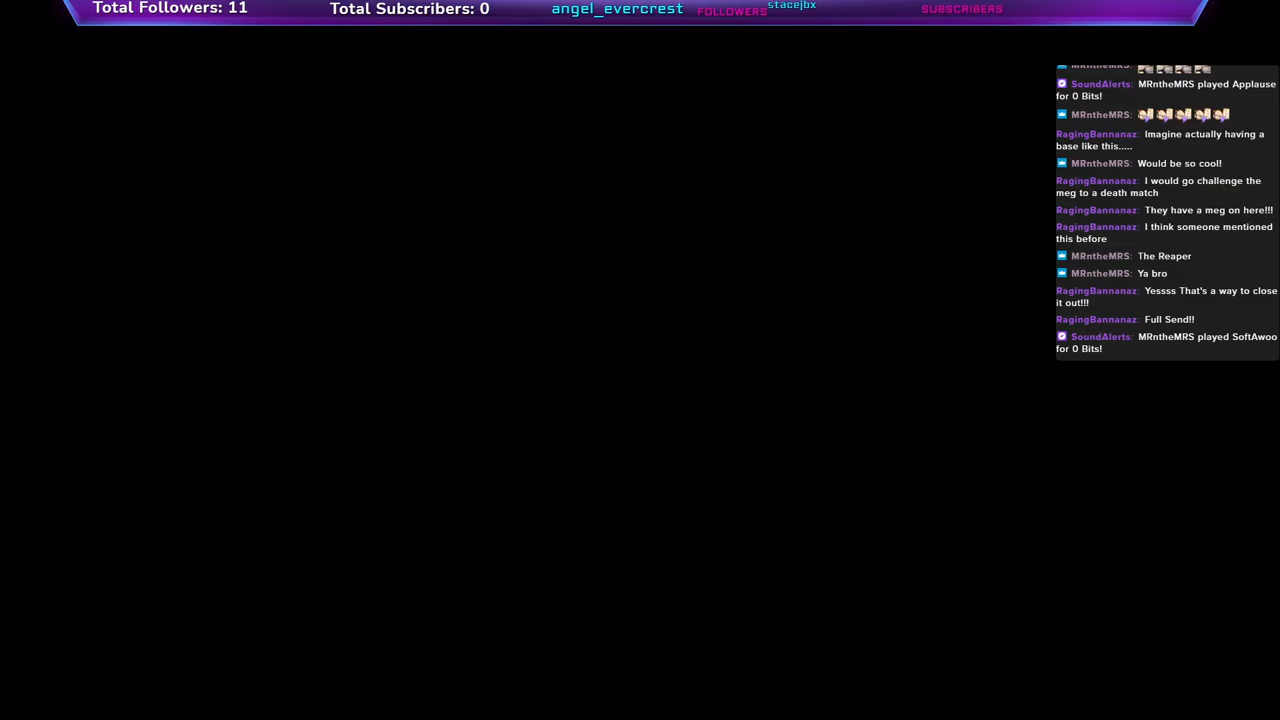 Total Followers: 11
Total Subscribers: 0
angel_evercrest
FOLLOWERS
stacejbx
SUBSCRIBERS
MRntheMRS:
SoundAlerts: MRntheMRS played Applause
for 0 Bits!
MRntheMRS:
RagingBannanaz: Imagine actually having a
base like this.....
MRntheMRS: Would be so cool!
RagingBannanaz: I would go challenge the
meg to a death match
RagingBannanaz: They have a meg on here!!!
RagingBannanaz: I think someone mentioned
this before
MRntheMRS: The Reaper
MRntheMRS: Ya bro
RagingBannanaz: Yessss That's a way to close
it out!!!
RagingBannanaz: Full Send!!
SoundAlerts: MRntheMRS played SoftAwoo
for 0 Bits!